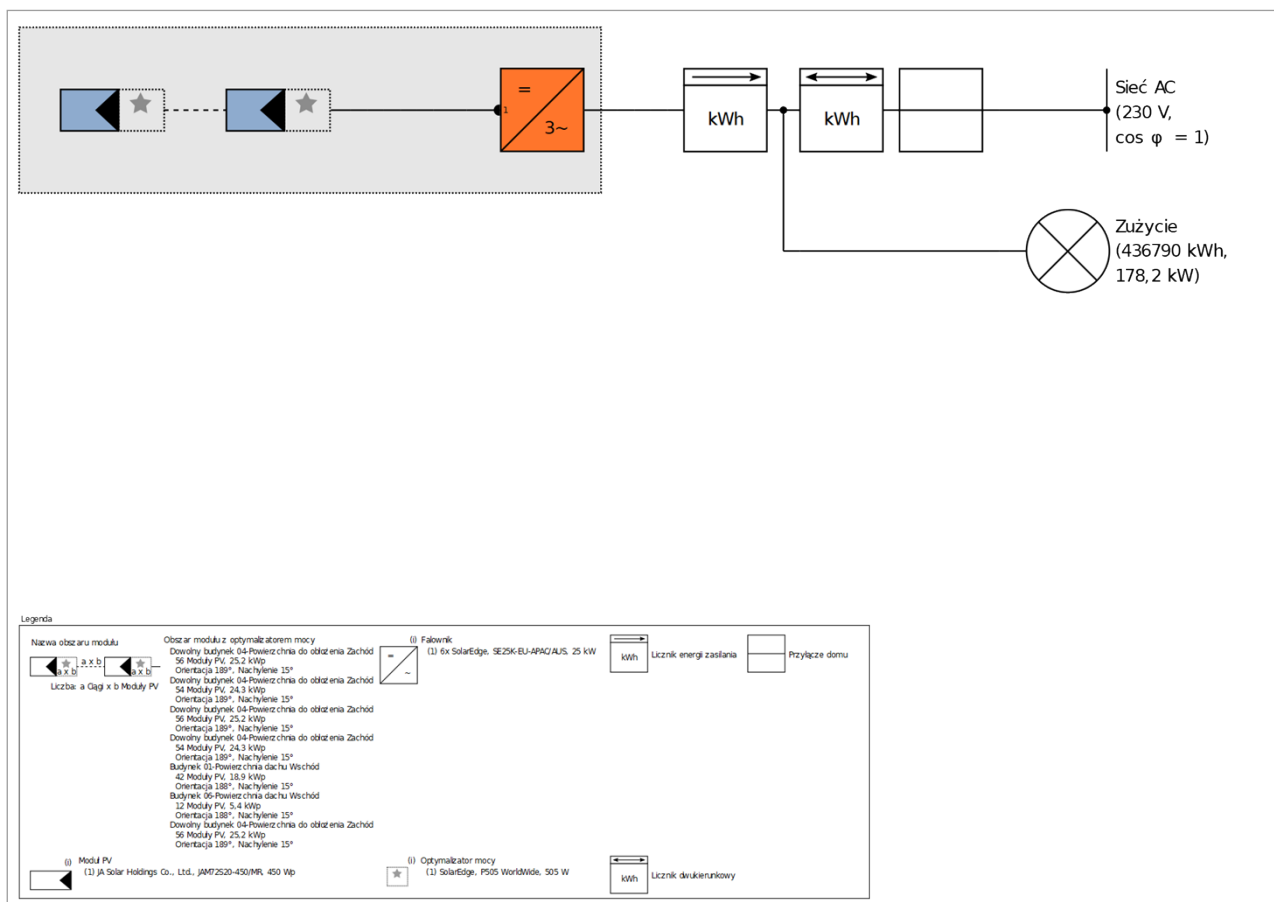 =
1
3~
kWh
kWh
Sieć AC
(230 V,
cos φ = 1)
Zużycie
(436790 kWh,
178,2 kW)
Legenda
Nazwa obszaru modułu
a x b
a x b
a x b
Liczba: a Ciągi x b Moduły PV
Obszar modułu z optymalizatorem mocy
Dowolny budynek 04-Powierzchnia do obłożenia Zachód
56 Moduły PV, 25,2 kWp
Orientacja 189°, Nachylenie 15°
Dowolny budynek 04-Powierzchnia do obłożenia Zachód
54 Moduły PV, 24,3 kWp
Orientacja 189°, Nachylenie 15°
Dowolny budynek 04-Powierzchnia do obłożenia Zachód
56 Moduły PV, 25,2 kWp
Orientacja 189°, Nachylenie 15°
Dowolny budynek 04-Powierzchnia do obłożenia Zachód
54 Moduły PV, 24,3 kWp
Orientacja 189°, Nachylenie 15°
Budynek 01-Powierzchnia dachu Wschód
42 Moduły PV, 18,9 kWp
Orientacja 188°, Nachylenie 15°
Budynek 06-Powierzchnia dachu Wschód
12 Moduły PV, 5,4 kWp
Orientacja 188°, Nachylenie 15°
Dowolny budynek 04-Powierzchnia do obłożenia Zachód
56 Moduły PV, 25,2 kWp
Orientacja 189°, Nachylenie 15°
=
~
(i) Falownik
(1) 6x SolarEdge, SE25K-EU-APAC/AUS, 25 kW
kWh
Licznik energii zasilania
Przyłącze domu
(i) Moduł PV
(1) JA Solar Holdings Co., Ltd., JAM72S20-450/MR, 450 Wp
(i) Optymalizator mocy
(1) SolarEdge, P505 WorldWide, 505 W
kWh
Licznik dwukierunkowy